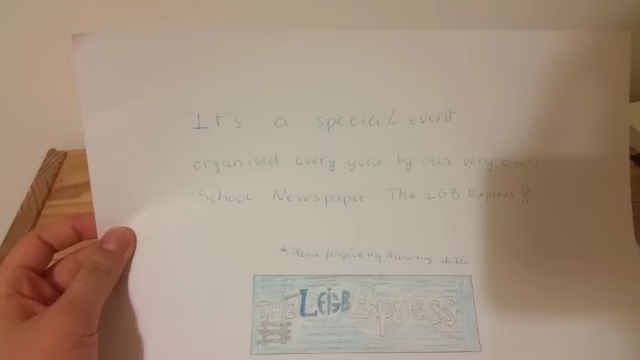 It's a special event
organised every year by our very own
School Newspaper. The LGB Express!
*Please forgive my drawing skills
THE LEIGB Express
#